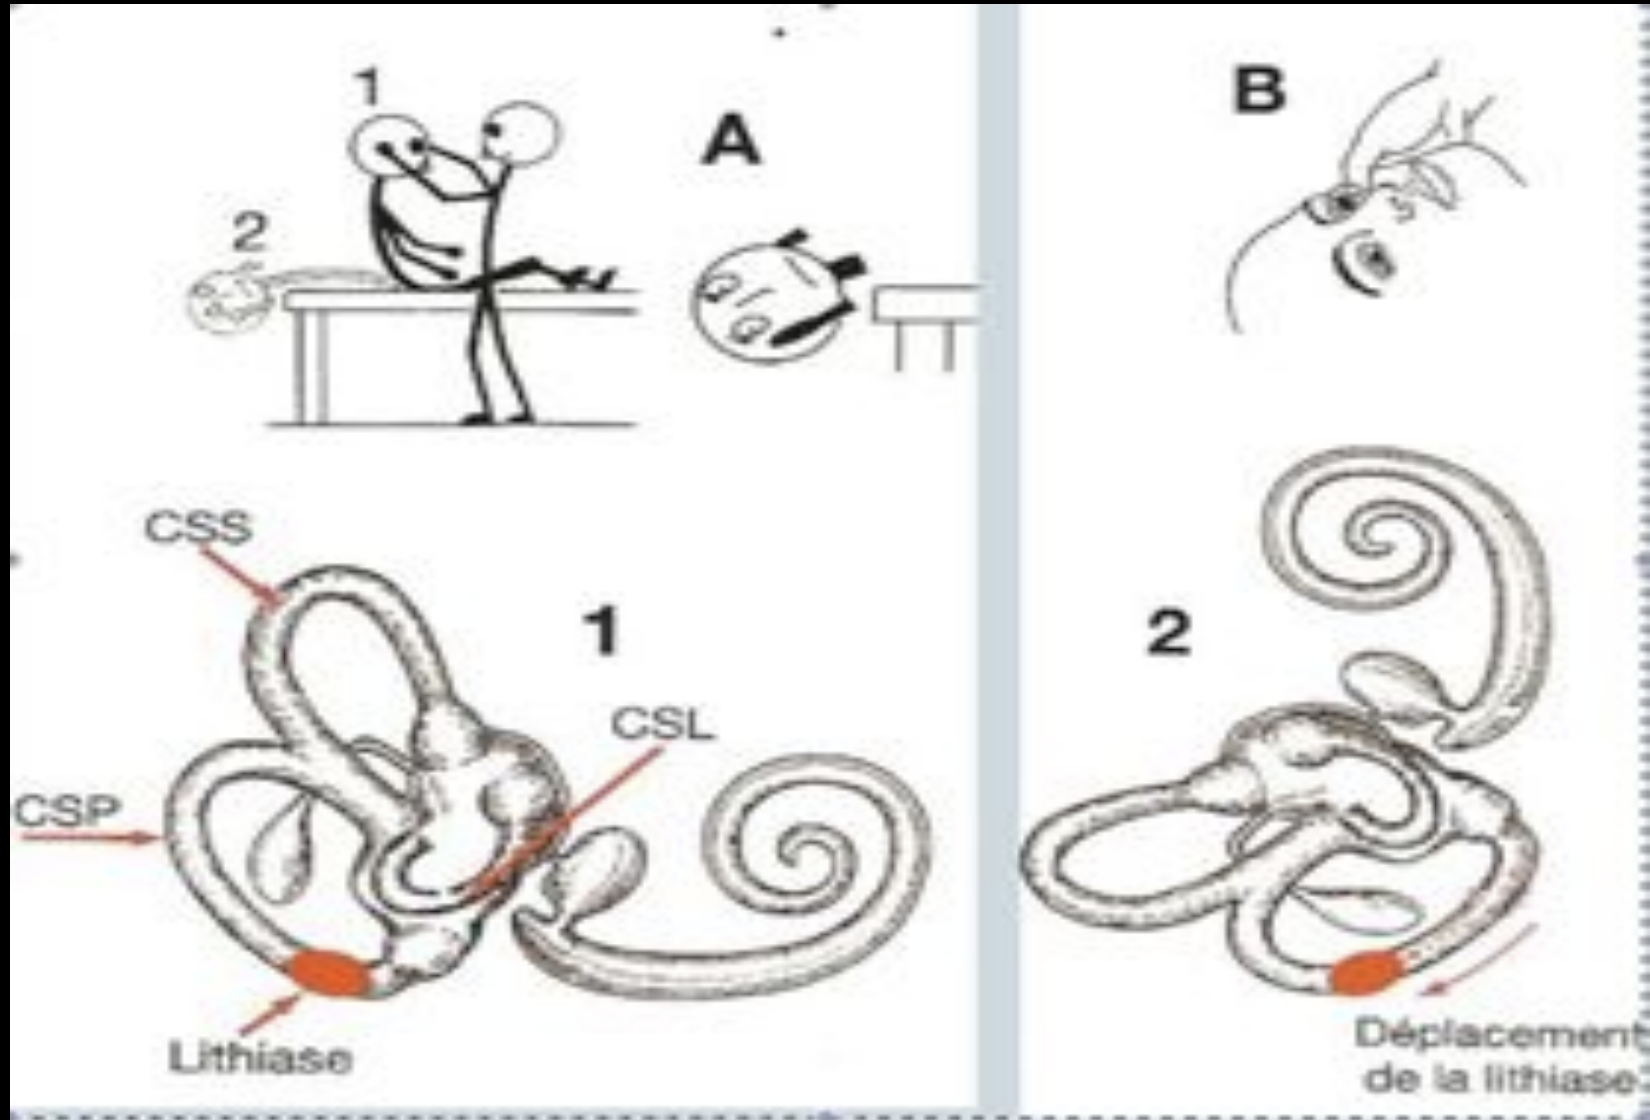 1
A
B
2
CSS
1
2
CSL
CSP
Lithiase
Déplacement
de la lithiase